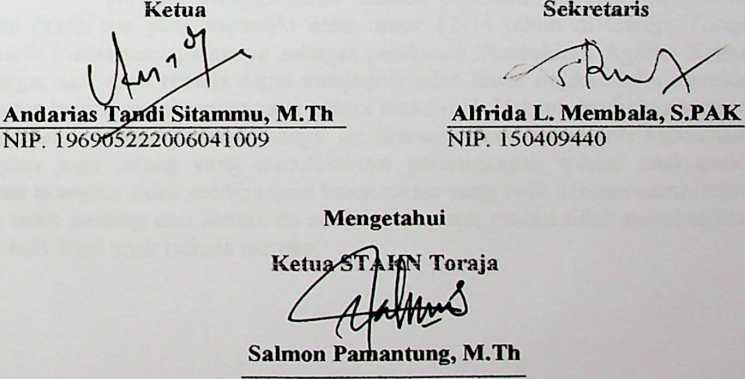 Ketua
Sekretaris
Andarias Tandi Sitammu, M.Th
Alfrida L. Membala, S.PAK
NIP. 196905222006041009
NIP. 150409440
Mengetahui
Ketua STAKN Toraja
Salmon Pamantung, M.Th